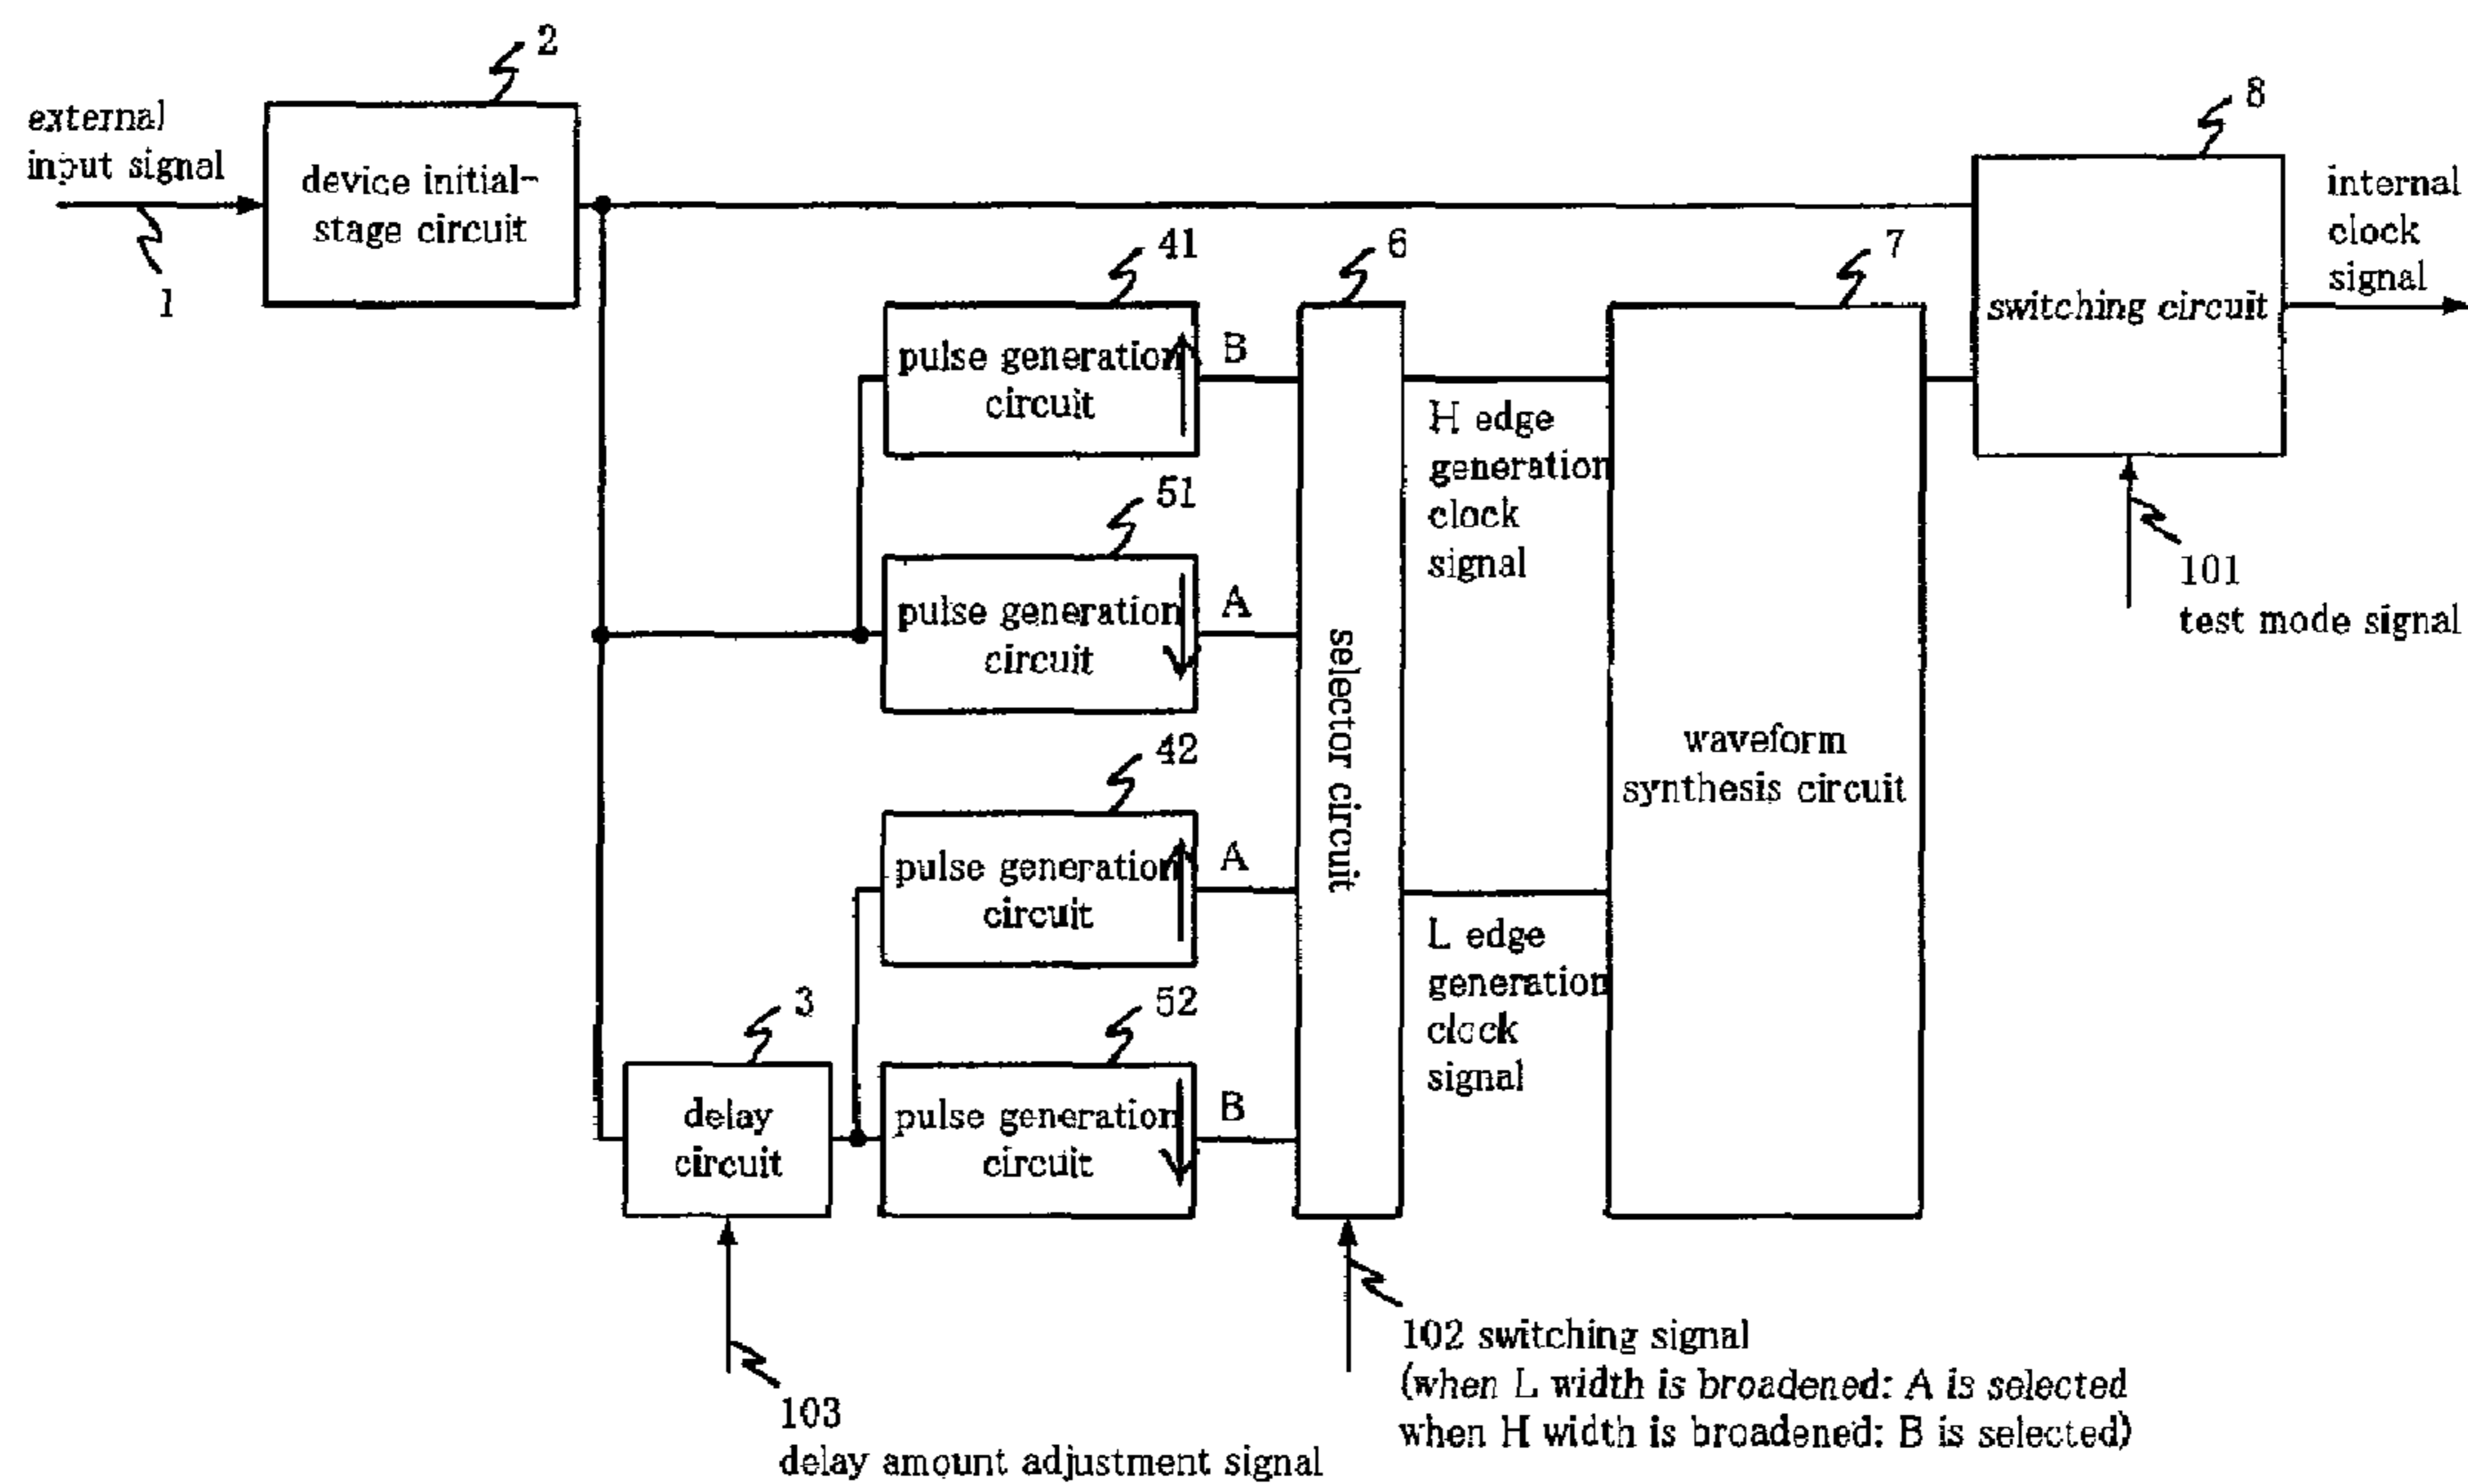 2
external
input signal
device initial-
stage circuit
1
8
internal
clock
signal
switching circuit
101
test mode signal
41
pulse generation
circuit
B
51
pulse generation
circuit
A
42
pulse generation
circuit
A
3
delay
circuit
52
pulse generation
circuit
B
6
selector circuit
H edge
generation
clock
signal
L edge
generation
clock
signal
7
waveform
synthesis circuit
103
delay amount adjustment signal
102 switching signal
(when L width is broadened: A is selected
when H width is broadened: B is selected)